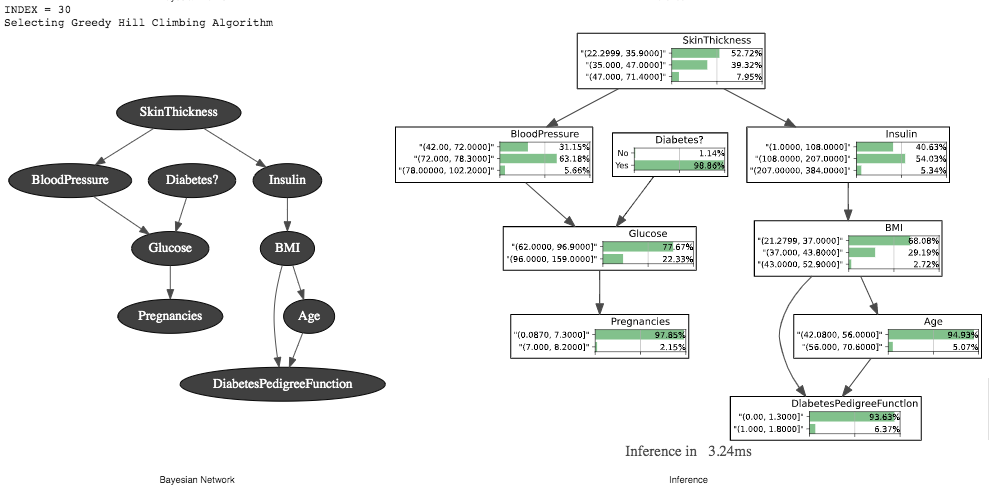 INDEX = 30
Selecting Greedy Hill Climbing Algorithm
SkinThickness
BloodPressure
Diabetes?
Insulin
Glucose
BMI
Pregnancies
Age
DiabetesPedigreeFunction
Bayesian Network
SkinThickness
"(22.2999, 35.9000]" 52.72%
"(35.000, 47.0000]" 39.32%
"(47.000, 71.4000]" 7.95%
BloodPressure
"(42.00, 72.0000]" 31.15%
"(72.000, 78.3000]" 63.18%
"(78.00000, 102.2000]" 5.66%
Diabetes?
No 1.14%
Yes 98.86%
Insulin
"(1.0000, 108.0000]" 40.63%
"(108.0000, 207.0000]" 54.03%
"(207.00000, 384.0000]" 5.34%
Glucose
"(62.0000, 96.9000]" 77.67%
"(96.0000, 159.0000]" 22.33%
BMI
"(21.2799, 37.0000]" 68.08%
"(37.000, 43.8000]" 29.19%
"(43.0000, 52.9000]" 2.72%
Pregnancies
"(0.0870, 7.3000]" 97.85%
"(7.000, 8.2000]" 2.15%
Age
"(42.0800, 56.0000]" 94.93%
"(56.000, 70.6000]" 5.07%
DiabetesPedigreeFunction
"(0.00, 1.3000]" 93.63%
"(1.000, 1.8000]" 6.37%
Inference in 3.24ms
Inference